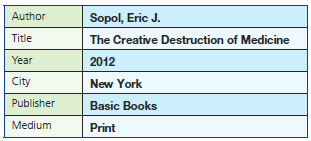 Author Sopol, Eric J.
Title The Creative Destruction of Medicine
Year 2012
City New York
Publisher Basic Books
Medium Print